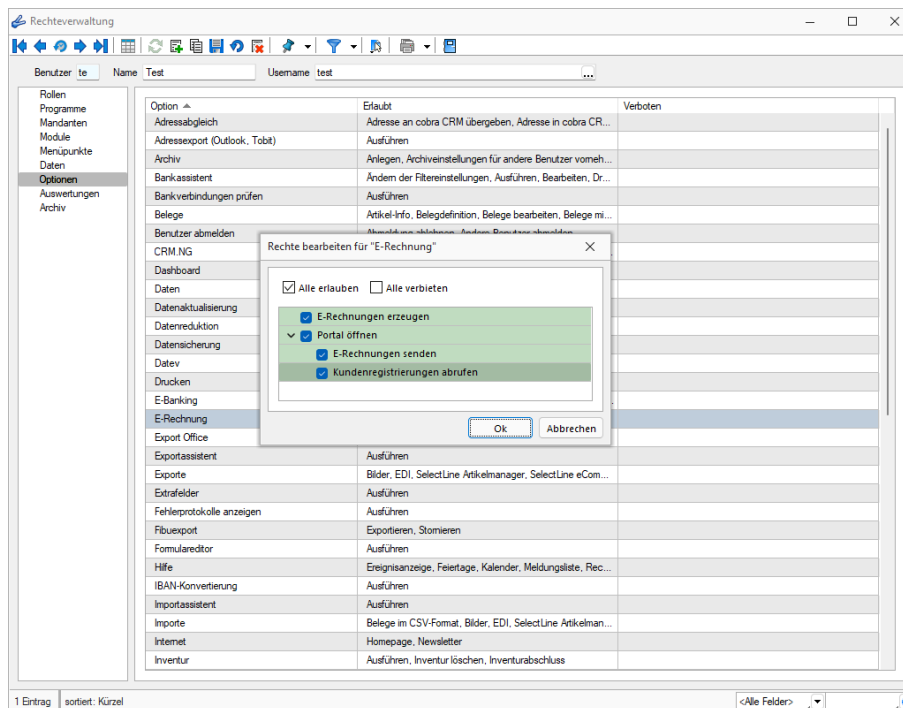 Rechteverwaltung
Benutzer te Name Test Username test ...
Rollen
Programme
Mandanten
Module
Menüpunkte
Daten
Optionen
Auswertungen
Archiv
Option Erlaubt Verboten
Adressabgleich Adresse an cobra CRM übergeben, Adresse in cobra CR...
Adressexport (Outlook, Tobit) Ausführen
Archiv Anlegen, Archiveinstellungen für andere Benutzer vorneh...
Bankassistent Ändern der Filtereinstellungen, Ausführen, Bearbeiten, Dr...
Bankverbindungen prüfen Ausführen
Belege Artikel-Info, Belegdefinition, Belege bearbeiten, Belege mi...
Benutzer abmelden Abmeldung ablehnen, Andere Benutzer abmelden
CRM.NG
Dashboard
Daten
Datenaktualisierung
Datenreduktion
Datensicherung
Datev
Drucken
E-Banking
E-Rechnung
Export Office
Rechte bearbeiten für "E-Rechnung"
Alle erlauben Alle verbieten
E-Rechnungen erzeugen
Portal öffnen
E-Rechnungen senden
Kundenregistrierungen abrufen
Ok Abbrechen
Exportassistent Ausführen
Exporte Bilder, EDI, SelectLine Artikelmanager, SelectLine eCom...
Extrafelder Ausführen
Fehlerprotokolle anzeigen Ausführen
Fibuexport Exportieren, Stornieren
Formulareditor Ausführen
Hilfe Ereignisanzeige, Feiertage, Kalender, Meldungsliste, Rec...
IBAN-Konvertierung Ausführen
Importassistent Ausführen
Importe Belege im CSV-Format, Bilder, EDI, SelectLine Artikelman...
Internet Homepage, Newsletter
Inventur Ausführen, Inventur löschen, Inventurabschluss
1 Eintrag sortiert: Kürzel <Alle Felder>